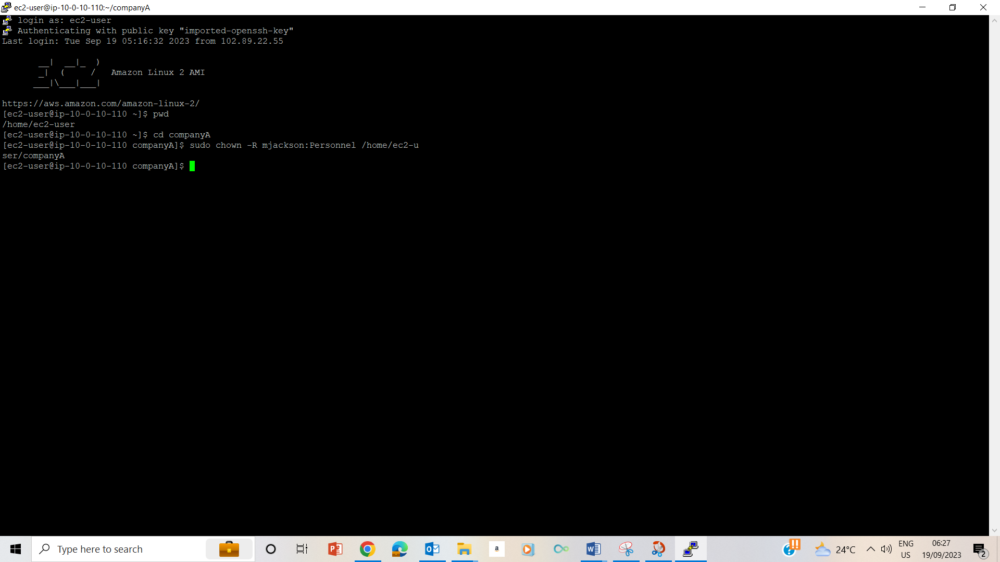 ec2-user@ip-10-0-10-110:~/companyA
login as: ec2-user
Authenticating with public key "imported-openssh-key"
Last login: Tue Sep 19 05:16:32 2023 from 102.89.22.55
__|  __|_  )
_|  (     /   Amazon Linux 2 AMI
___|\___|___|
https://aws.amazon.com/amazon-linux-2/
[ec2-user@ip-10-0-10-110 ~]$ pwd
/home/ec2-user
[ec2-user@ip-10-0-10-110 ~]$ cd companyA
[ec2-user@ip-10-0-10-110 companyA]$ sudo chown -R mjackson:Personnel /home/ec2-u
ser/companyA
[ec2-user@ip-10-0-10-110 companyA]$
Type here to search
a
24°C
ENG
US
06:27
19/09/2023
2